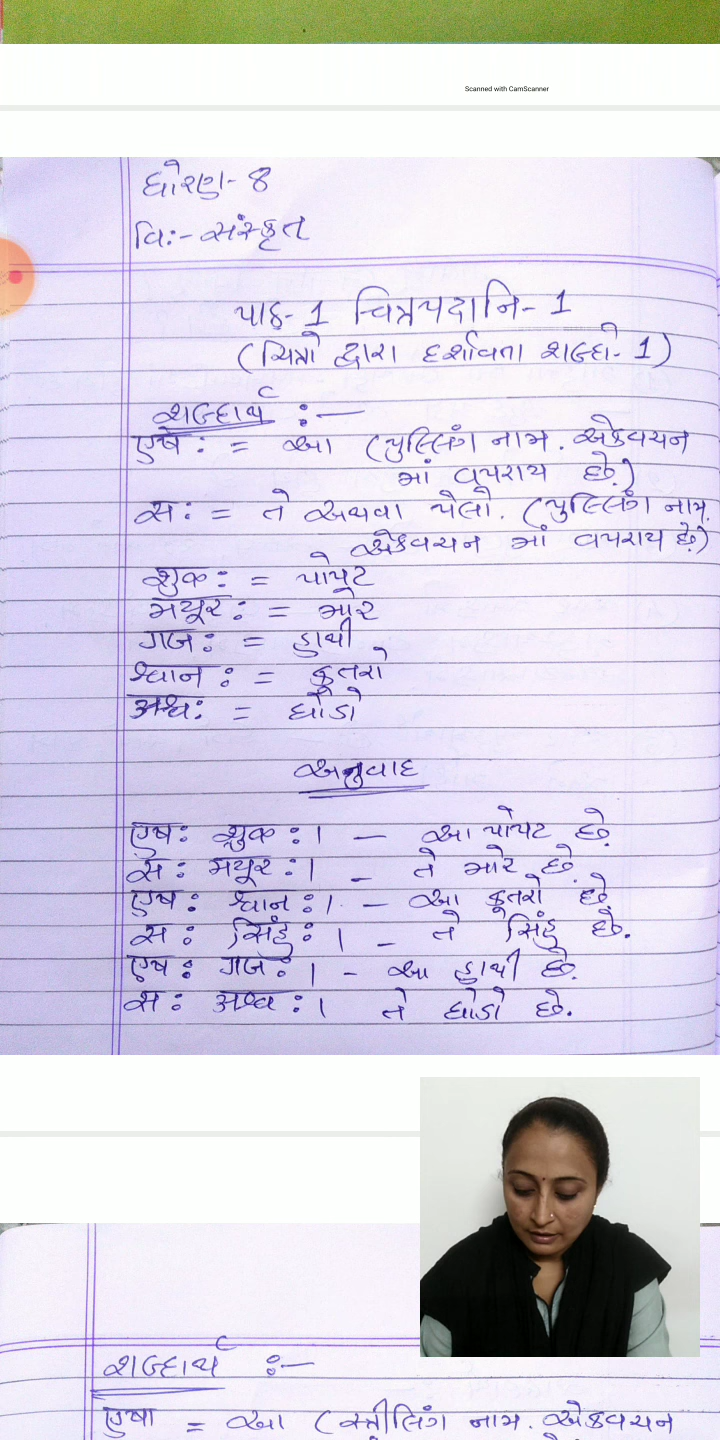 Scanned with CamScanner
ધોરણ- 8
વિ:- સંસ્કૃત
પાઠ- 1 चित्रपदानि- 1
(ચિત્રો દ્વારા દર્શાવતા શબ્દો- 1)
શબ્દાર્થ :—
एष: = આ (પુલ્લિંગ નામ. એકવચન
માં વપરાય છે.)
स: = તે અથવા પેલો. (પુલ્લિંગ નામ.
એકવચન માં વપરાય છે.)
शुक: = પોપટ
मयूर: = મોર
गज: = હાથી
श्वान: = કૂતરો
अश्व: = ઘોડો
અનુવાદ
एष: शुक:। — આ પોપટ છે.
स: मयूर:। – તે મોર છે.
एष: श्वान:। – આ કૂતરો છે.
स: सिंह:। – તે સિંહ છે.
एष: गज:। - આ હાથી છે.
स: अश्व:। તે ઘોડો છે.
શબ્દાર્થ :—
एषा = આ (સ્ત્રીલિંગ નામ. એકવચન